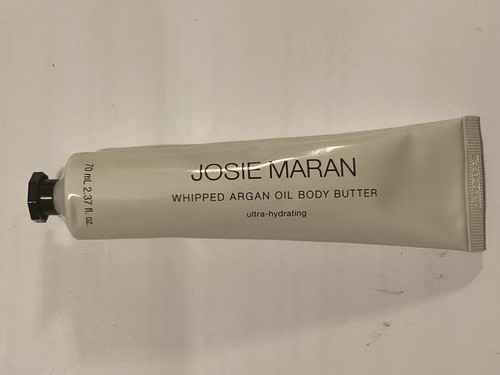 JOSIE MARAN
WHIPPED ARGAN OIL BODY BUTTER
ultra-hydrating
70 mL 2.37 fl. oz.